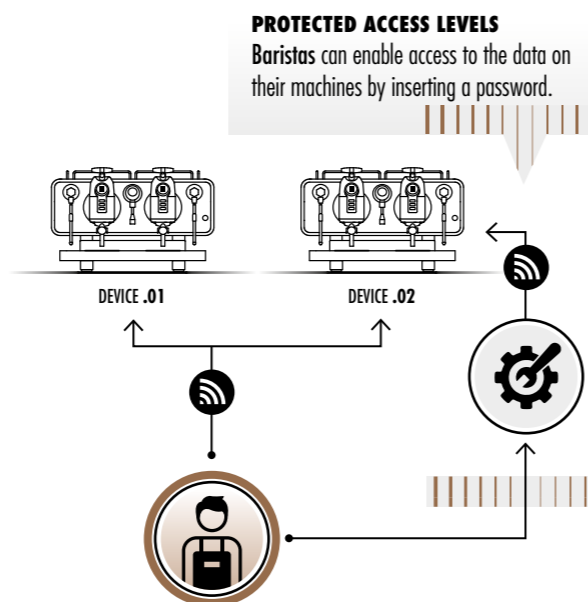 PROTECTED ACCESS LEVELS
Baristas can enable access to the data on
their machines by inserting a password.
DEVICE .01
DEVICE .02